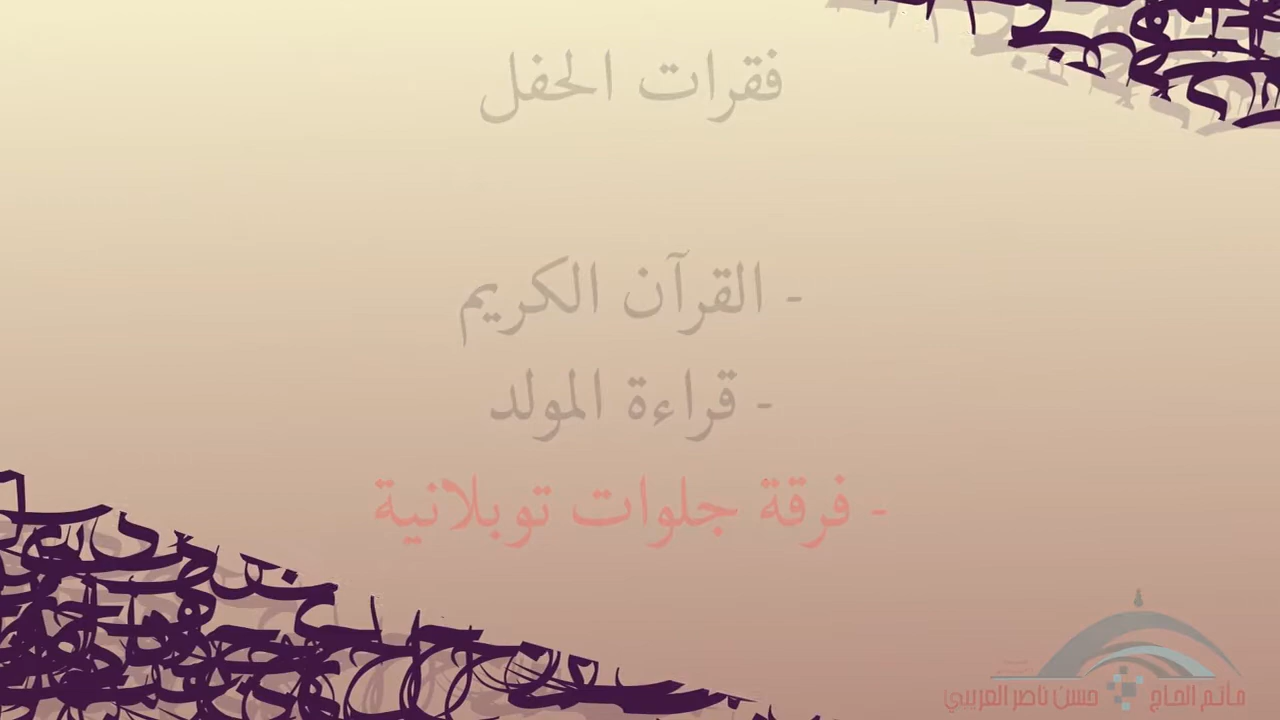 فقرات الحفل
- القرآن الكريم
- قراءة المولد
- فرقة جلوات توبلانية
مأتم الحاج حسن ناصر العريبي